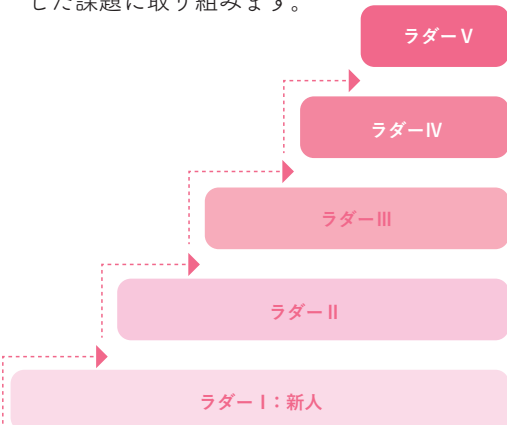 した課題に取り組みます。
ラダーⅤ
ラダーⅣ
ラダーⅢ
ラダーⅡ
ラダーⅠ：新人